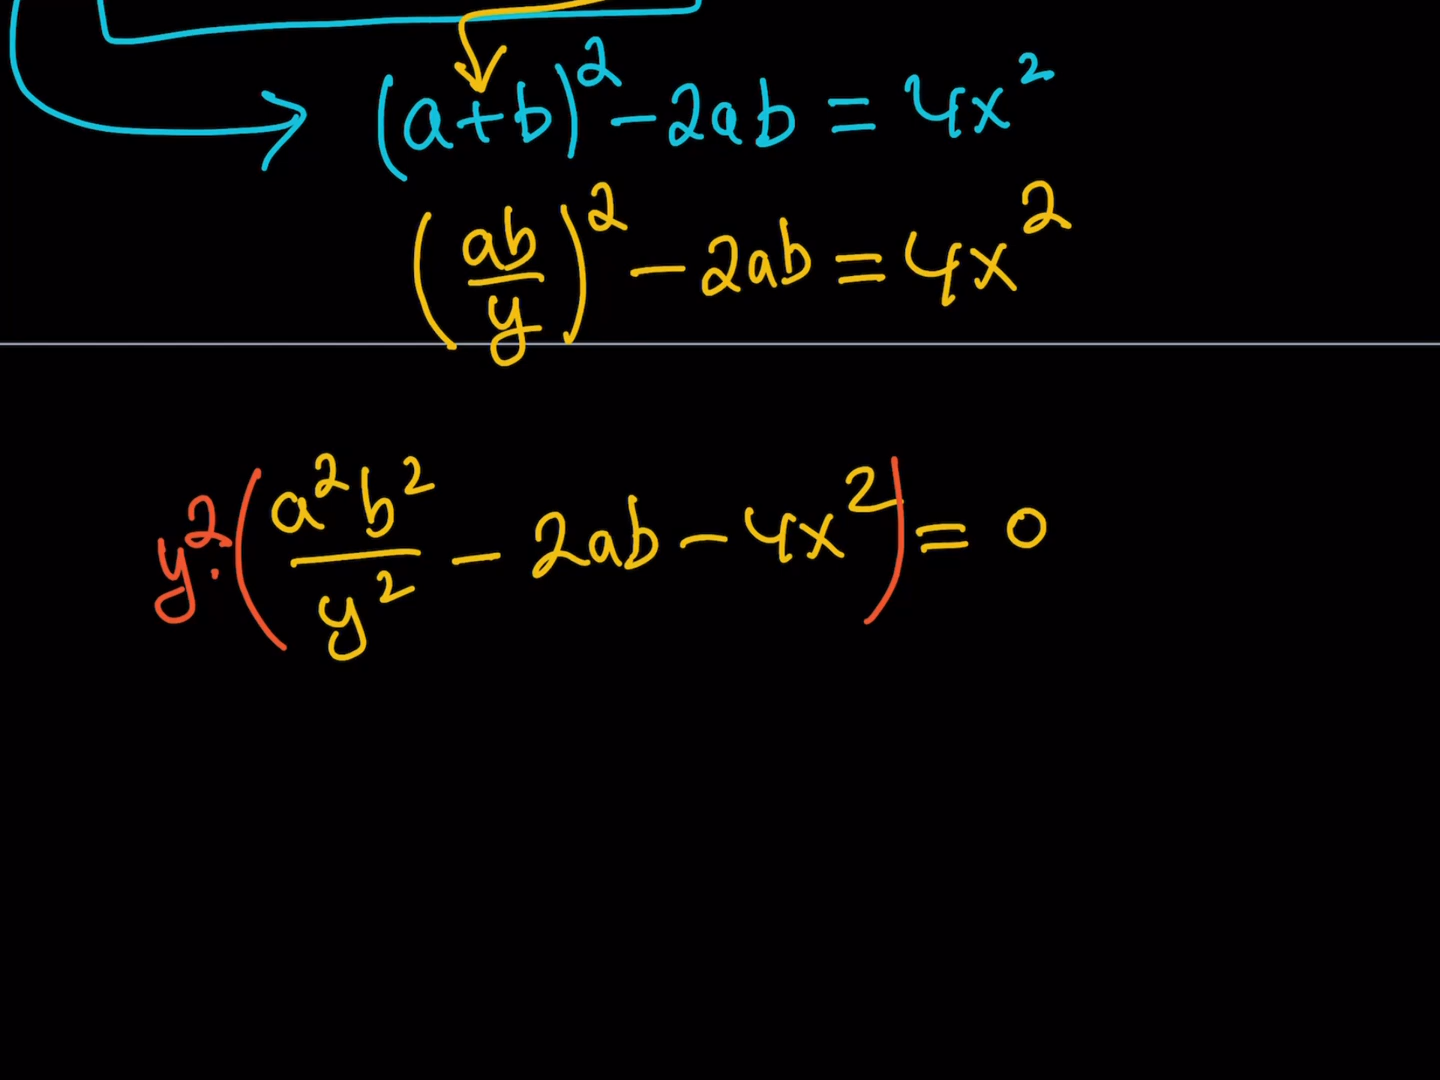 (a+b)² - 2ab = 4x²
(ab/y)² - 2ab = 4x²
y² · (a²b²/y² - 2ab - 4x²) = 0